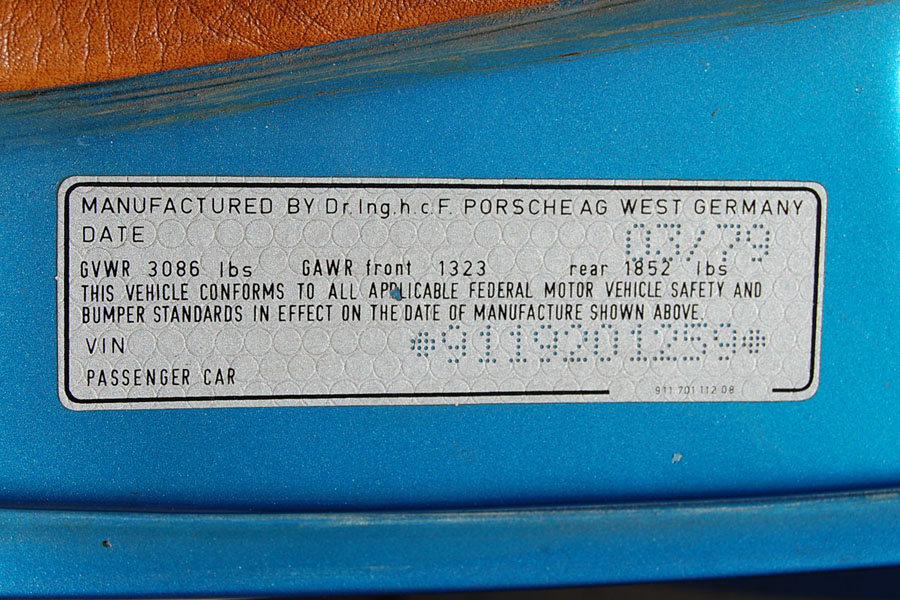 MANUFACTURED BY Dr.Ing.h.c.F. PORSCHE AG WEST GERMANY
DATE 03/79
GVWR 3086 lbs GAWR front 1323 rear 1852 lbs
THIS VEHICLE CONFORMS TO ALL APPLICABLE FEDERAL MOTOR VEHICLE SAFETY AND
BUMPER STANDARDS IN EFFECT ON THE DATE OF MANUFACTURE SHOWN ABOVE.
VIN *9119201259*
PASSENGER CAR
911 701 112 08